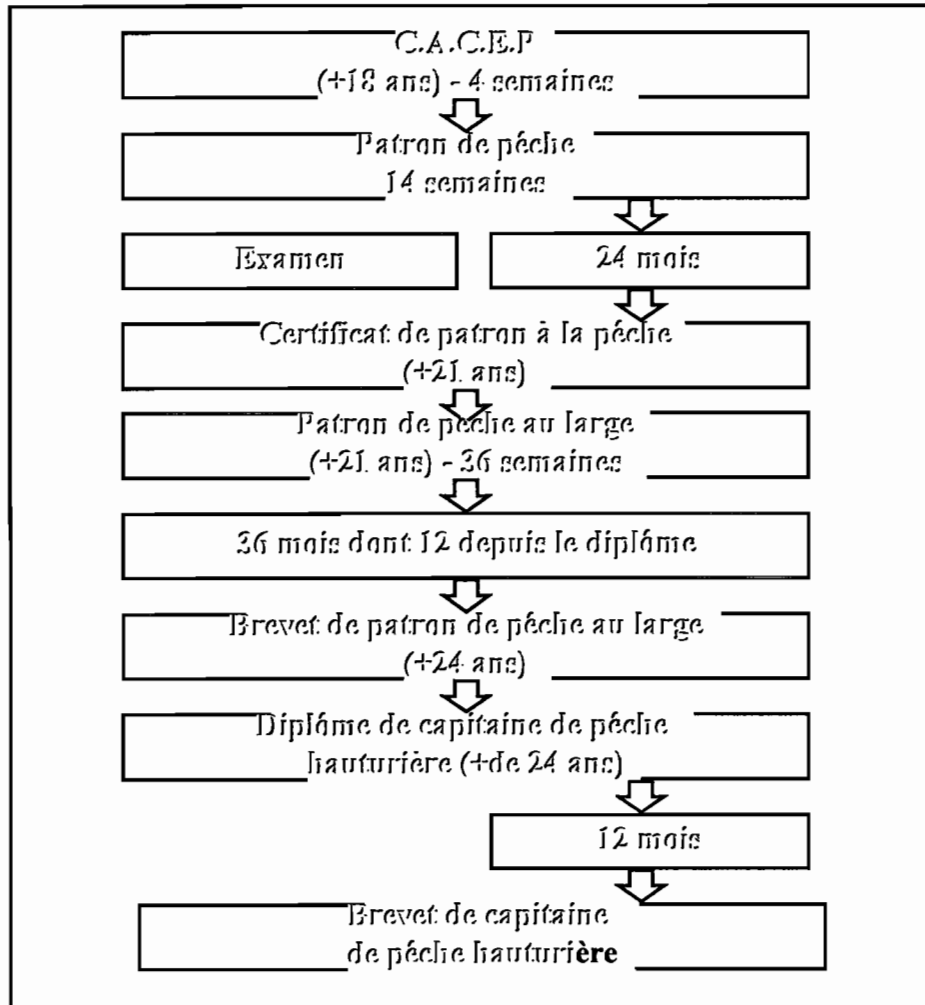 C.A.C.E.P
(+18 ans) - 4 semaines
Patron de pêche
14 semaines
Examen
24 mois
Certificat de patron à la pêche
(+21 ans)
Patron de pêche au large
(+21 ans) - 36 semaines
36 mois dont 12 depuis le diplôme
Brevet de patron de pêche au large
(+24 ans)
Diplôme de capitaine de pêche
hauturière (+de 24 ans)
12 mois
Brevet de capitaine
de pêche hauturière